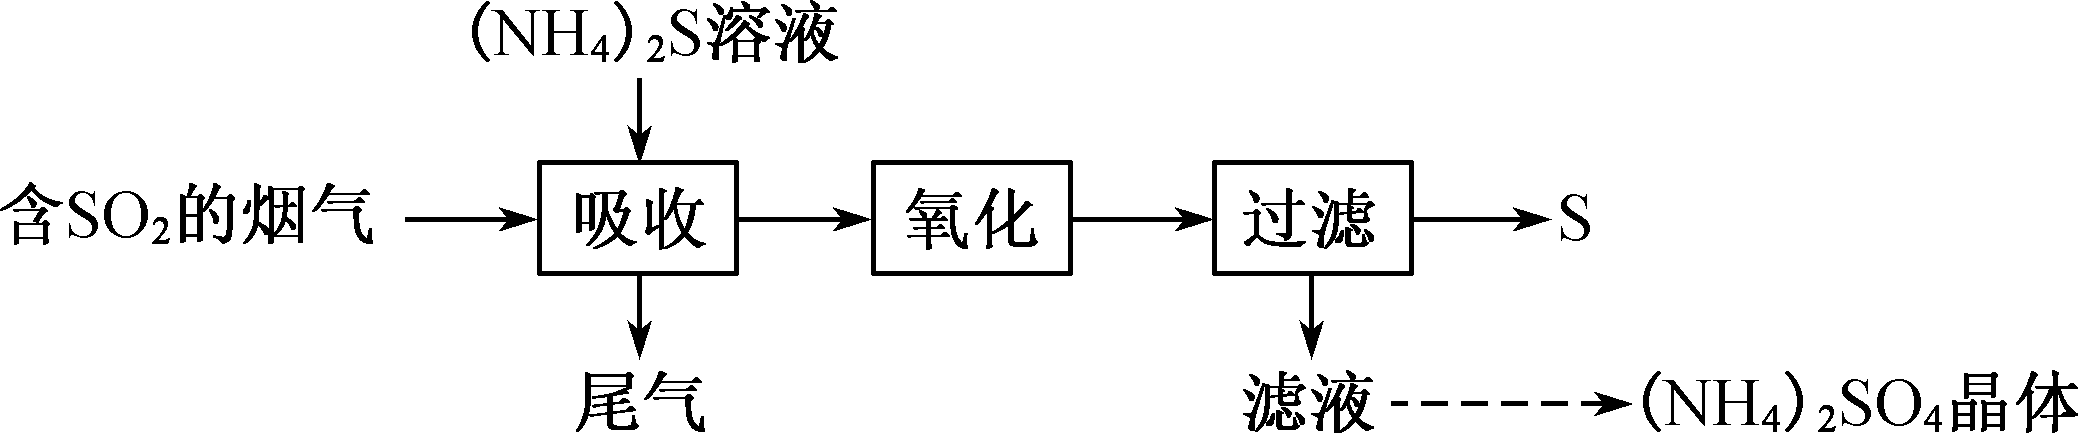 (NH₄)₂S溶液
含SO₂的烟气 吸收 氧化 过滤 S
尾气 滤液 (NH₄)₂SO₄晶体